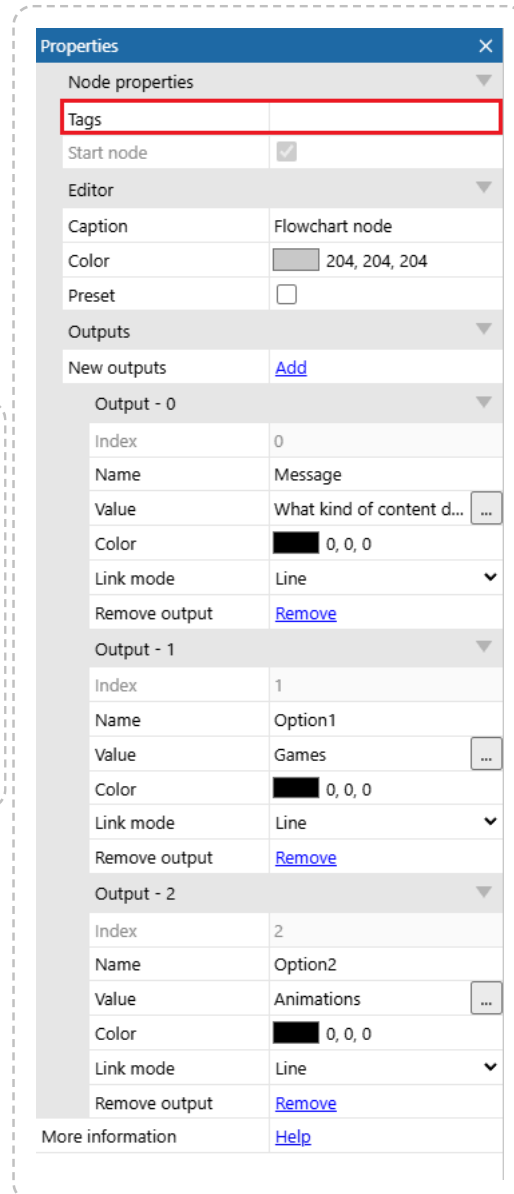 Properties ×
Node properties
Tags
Start node
Editor
Caption Flowchart node
Color 204, 204, 204
Preset
Outputs
New outputs Add
Output - 0
Index 0
Name Message
Value What kind of content d... ...
Color 0, 0, 0
Link mode Line
Remove output Remove
Output - 1
Index 1
Name Option1
Value Games ...
Color 0, 0, 0
Link mode Line
Remove output Remove
Output - 2
Index 2
Name Option2
Value Animations ...
Color 0, 0, 0
Link mode Line
Remove output Remove
More information Help